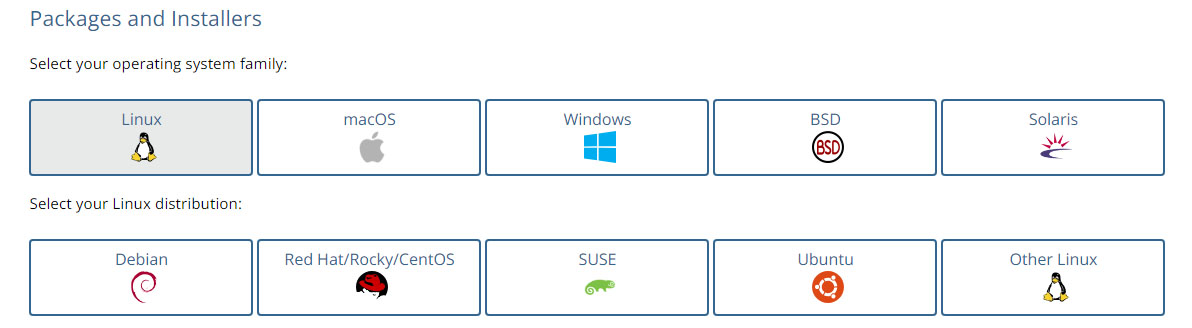 Packages and Installers
Select your operating system family:
Linux
macOS
Windows
BSD
Solaris
BSD
Select your Linux distribution:
Debian
Red Hat/Rocky/CentOS
SUSE
Ubuntu
Other Linux